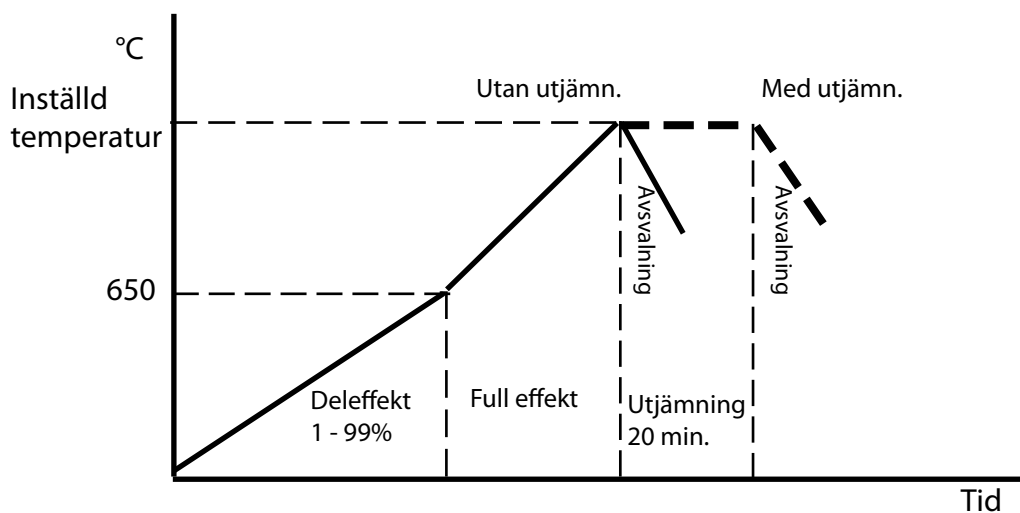 °C
Inställd
temperatur
Utan utjämn.
Med utjämn.
Avsvalning
Avsvalning
650
Deleffekt
1 - 99%
Full effekt
Utjämning
20 min.
Tid